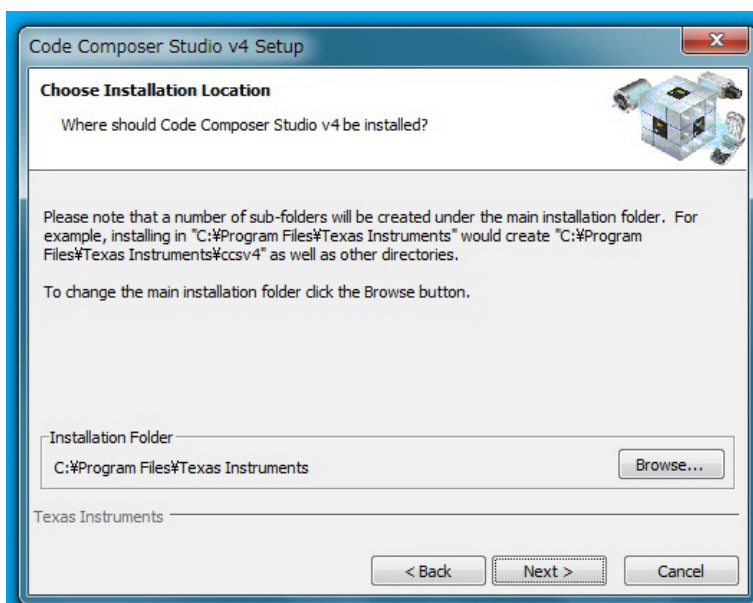 Code Composer Studio v4 Setup
Choose Installation Location
Where should Code Composer Studio v4 be installed?
Please note that a number of sub-folders will be created under the main installation folder.  For
example, installing in "C:¥Program Files¥Texas Instruments" would create "C:¥Program
Files¥Texas Instruments¥ccsv4" as well as other directories.
To change the main installation folder click the Browse button.
Installation Folder
C:¥Program Files¥Texas Instruments
Browse...
Texas Instruments
< Back
Next >
Cancel